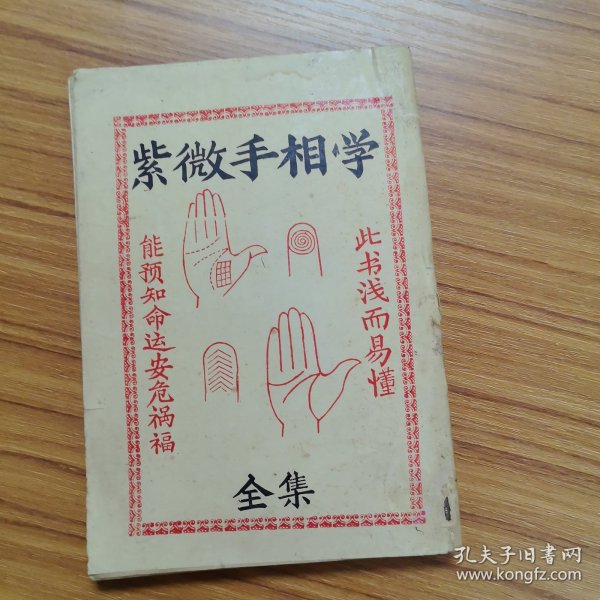 紫微手相学
此书浅而易懂
能预知命运安危祸福
全集
孔夫子旧书网
www.kongfz.com